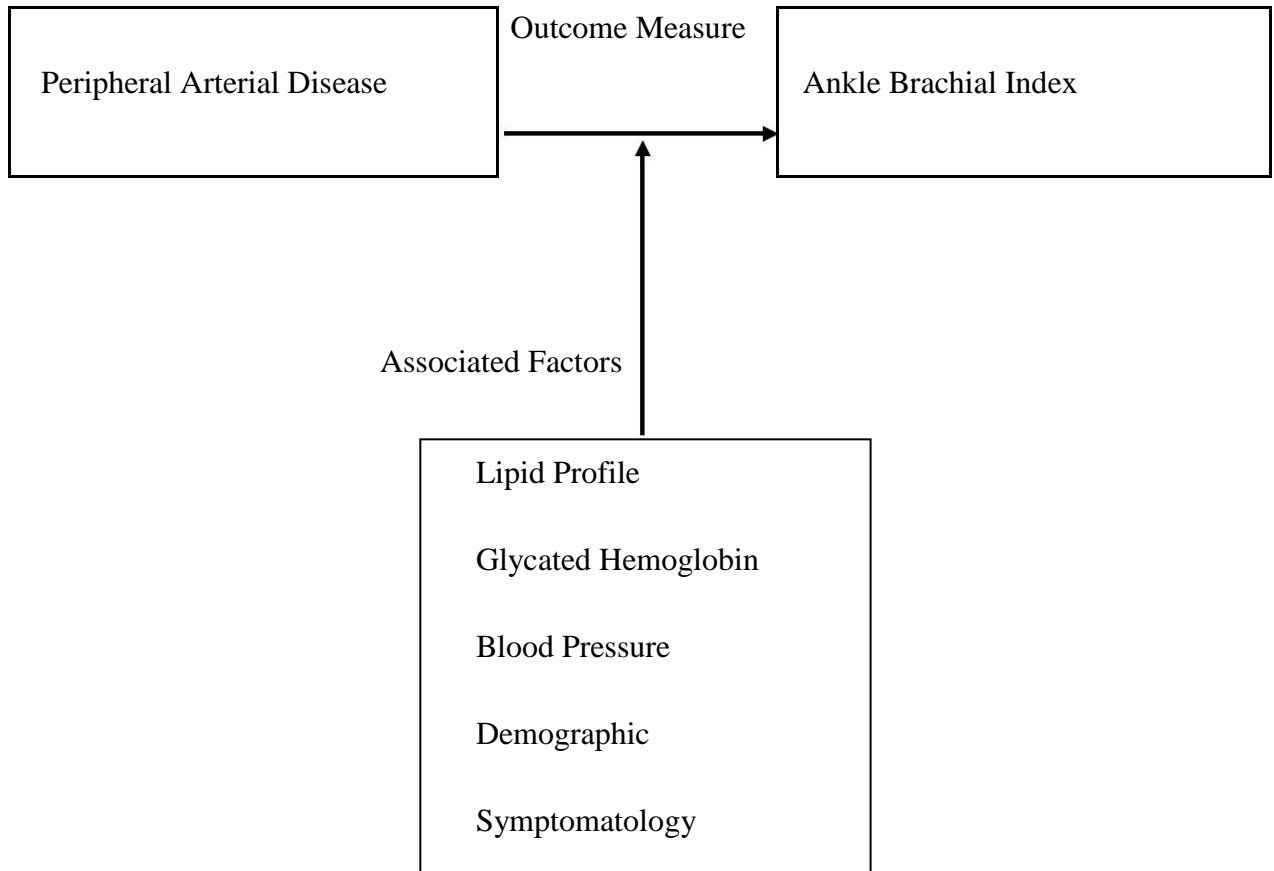 Outcome Measure
Peripheral Arterial Disease
Ankle Brachial Index
Associated Factors
Lipid Profile
Glycated Hemoglobin
Blood Pressure
Demographic
Symptomatology